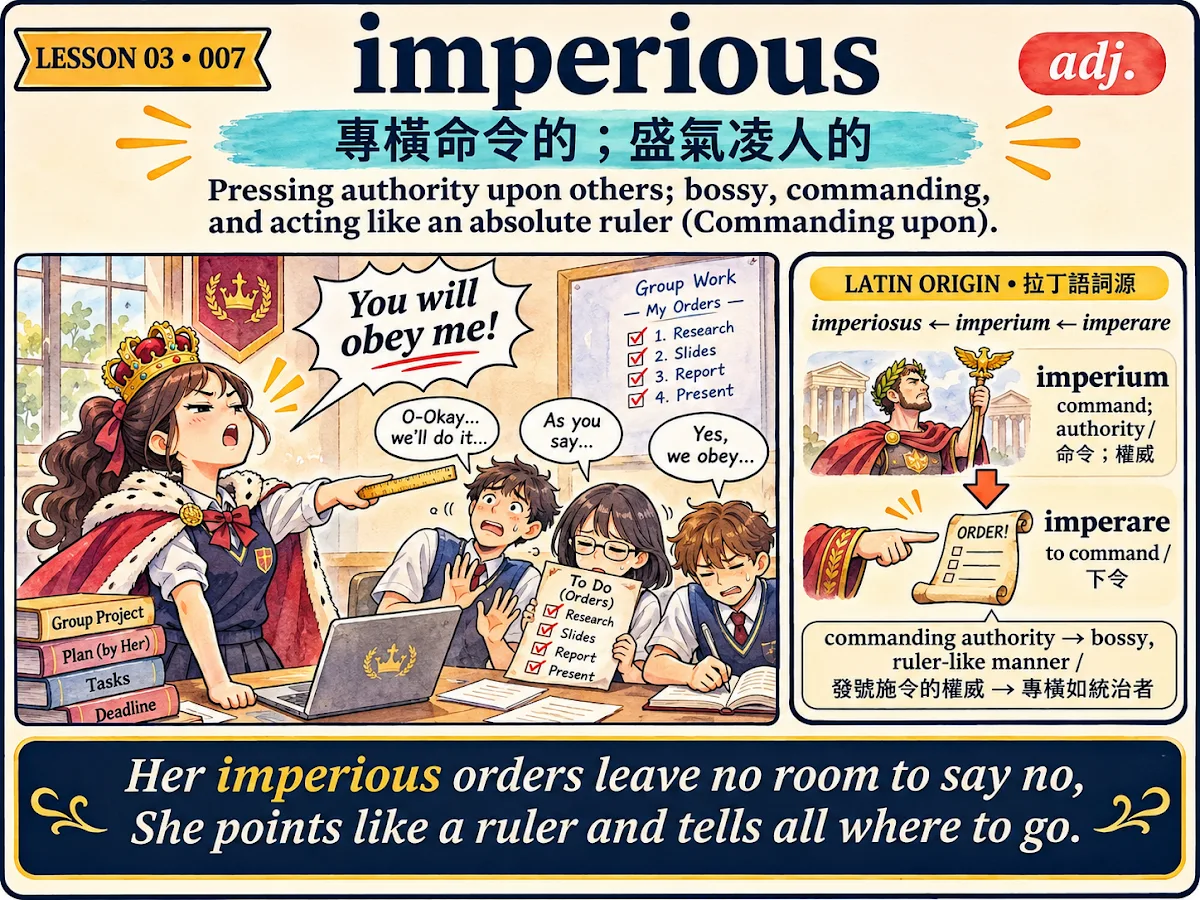 LESSON 03 • 007
imperious
adj.
專橫命令的；盛氣凌人的
Pressing authority upon others; bossy, commanding,
and acting like an absolute ruler (Commanding upon).
You will
obey me!
O-Okay...
we'll do it...
As you
say...
Yes,
we obey...
Group Work
— My Orders —
1. Research
2. Slides
3. Report
4. Present
Group Project
Plan (by Her)
Tasks
Deadline
To Do
(Orders)
Research
Slides
Report
Present
LATIN ORIGIN • 拉丁語詞源
imperiosus ← imperium ← imperare
imperium
command;
authority /
命令；權威
ORDER!
imperare
to command /
下令
commanding authority → bossy,
ruler-like manner /
發號施令的權威 → 專橫如統治者
Her imperious orders leave no room to say no,
She points like a ruler and tells all where to go.